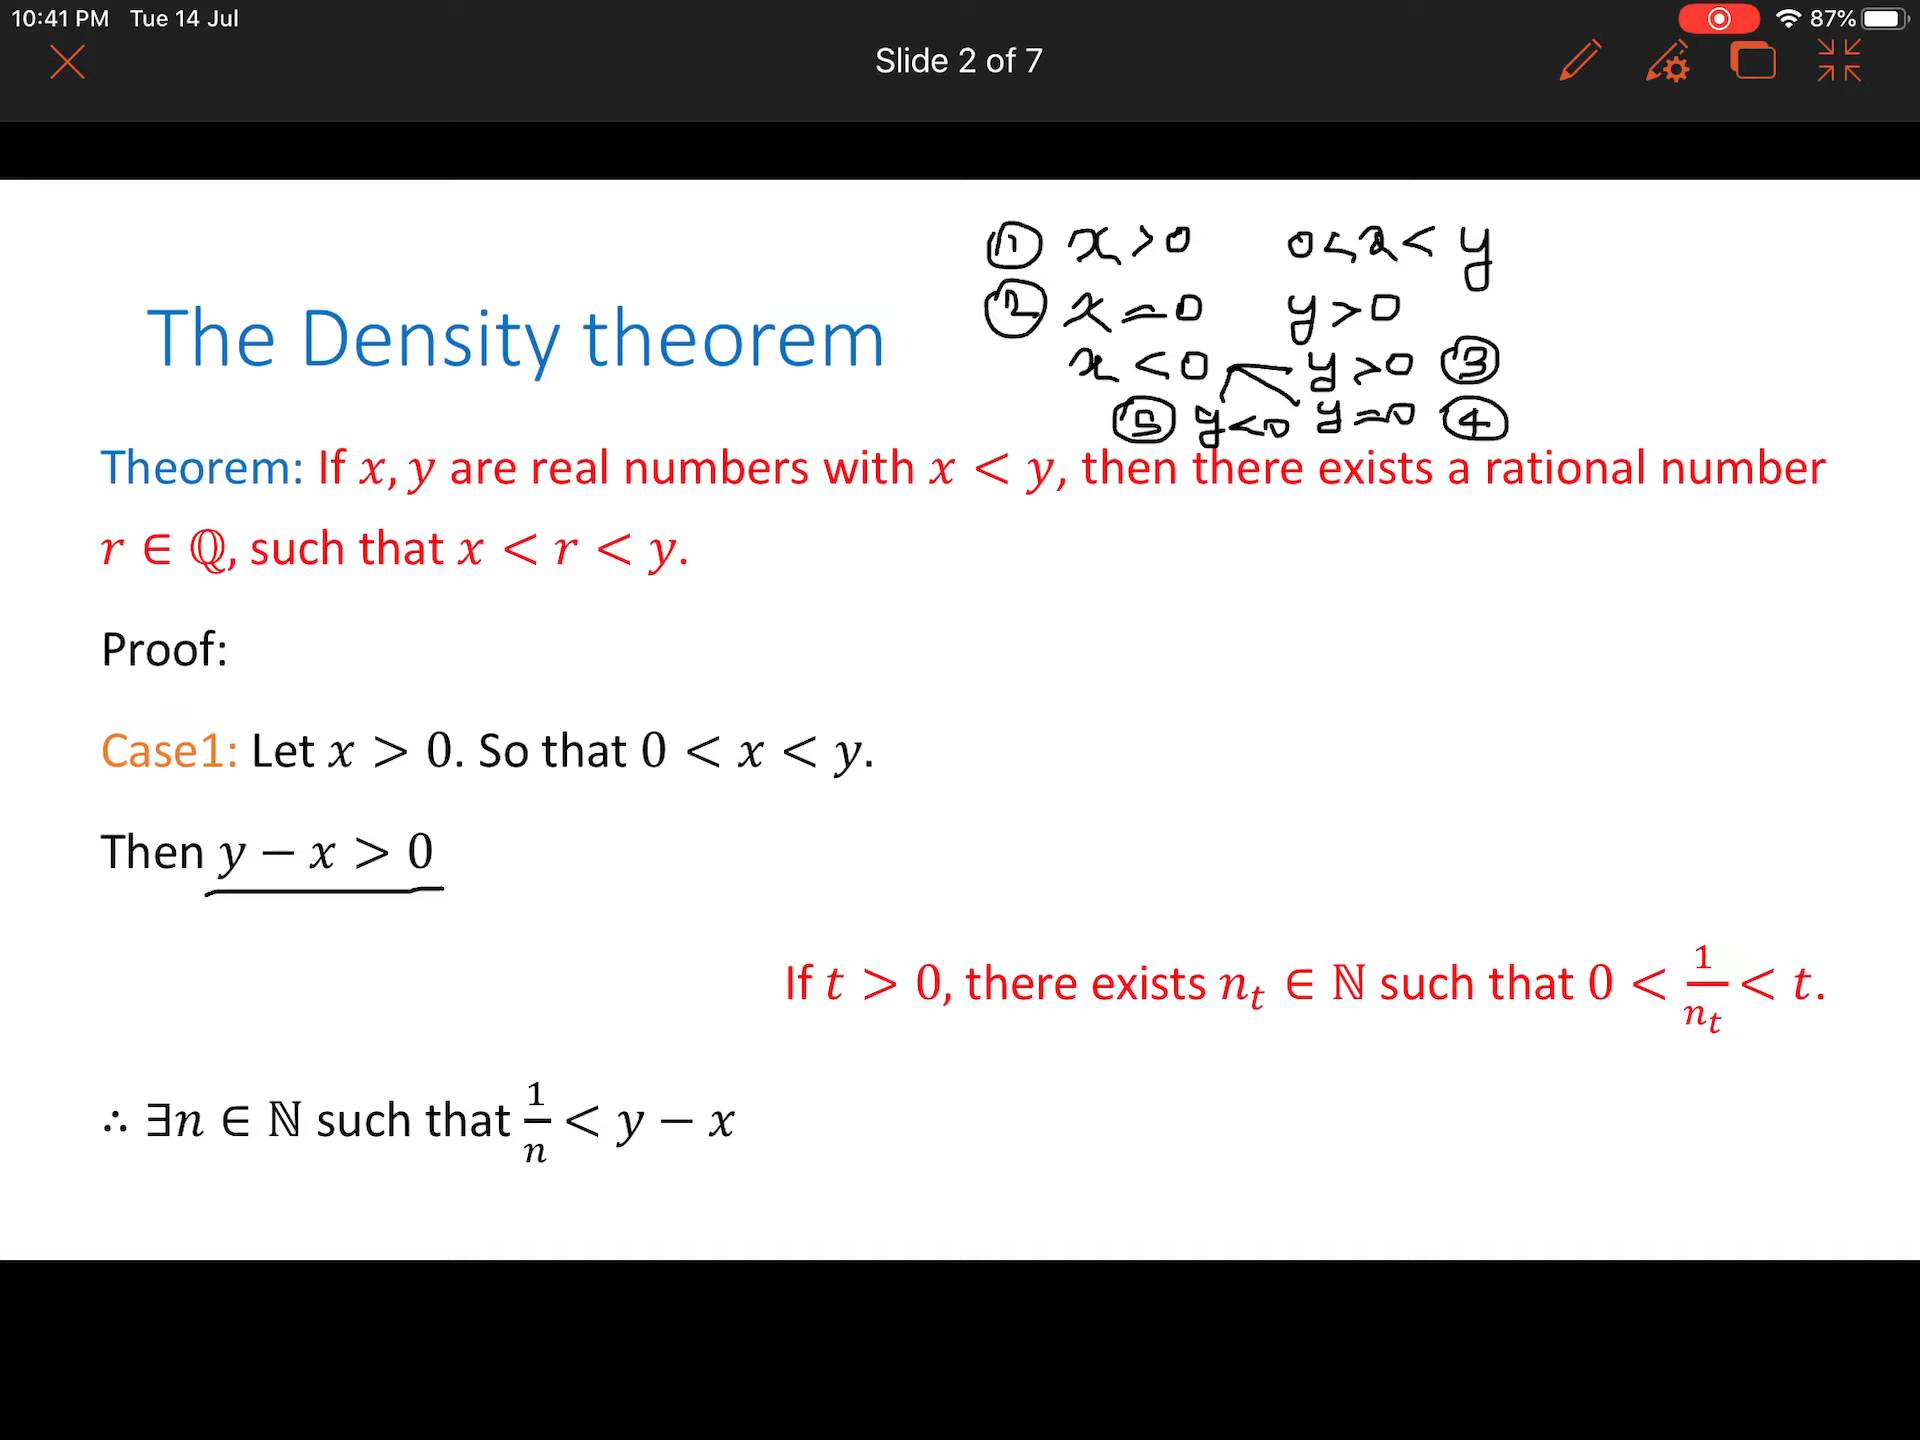 10:41 PM Tue 14 Jul 87%
Slide 2 of 7
① x>0 0<x<y
② x=0 y>0
x<0 y>0 ③
⑤ y<0 y=0 ④
The Density theorem
Theorem: If x, y are real numbers with x < y, then there exists a rational number
r ∈ ℚ, such that x < r < y.
Proof:
Case1: Let x > 0. So that 0 < x < y.
Then y − x > 0
If t > 0, there exists nₜ ∈ ℕ such that 0 < 1/nₜ < t.
∴ ∃n ∈ ℕ such that 1/n < y − x